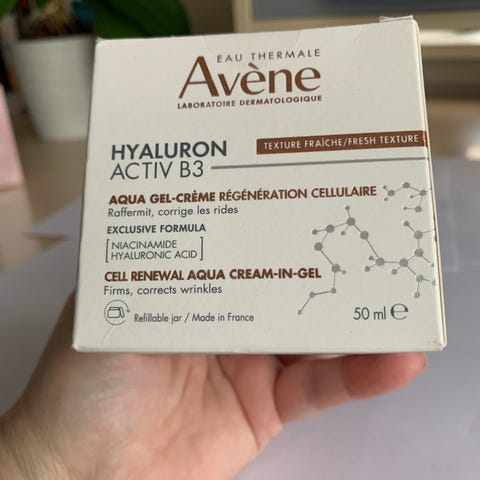 EAU THERMALE
Avène
LABORATOIRE DERMATOLOGIQUE
HYALURON
ACTIV B3
TEXTURE FRAÎCHE/FRESH TEXTURE
AQUA GEL-CRÈME RÉGÉNÉRATION CELLULAIRE
Raffermit, corrige les rides
EXCLUSIVE FORMULA
[NIACINAMIDE
HYALURONIC ACID]
CELL RENEWAL AQUA CREAM-IN-GEL
Firms, corrects wrinkles
Refillable jar / Made in France
50 ml ℮